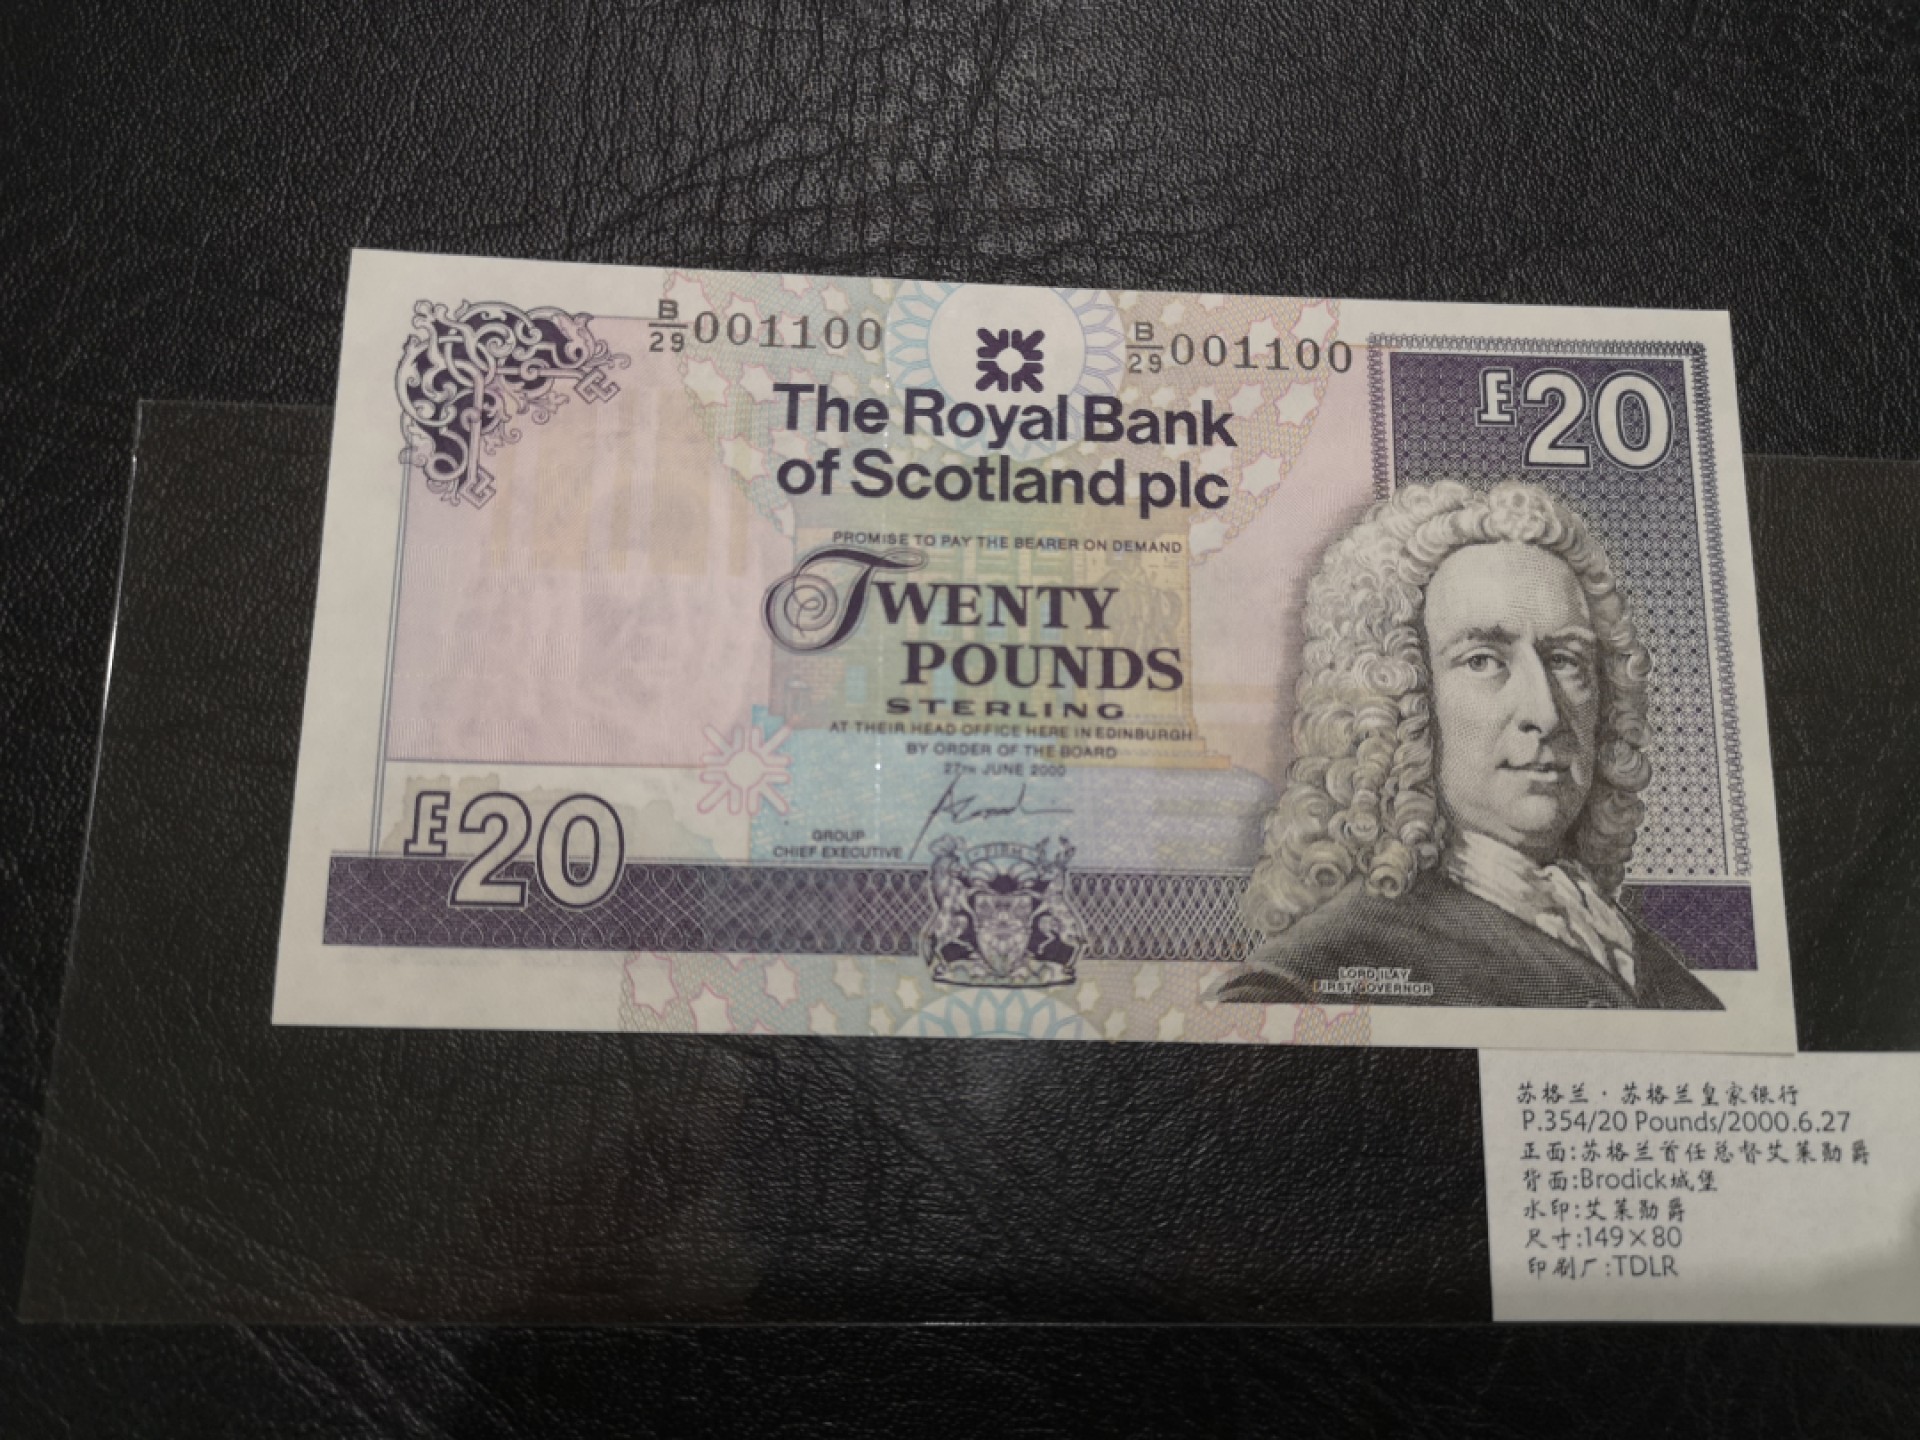 B/29 001100
B/29 001100
£20
The Royal Bank
of Scotland plc
PROMISE TO PAY THE BEARER ON DEMAND
TWENTY
POUNDS
STERLING
AT THEIR HEAD OFFICE HERE IN EDINBURGH
BY ORDER OF THE BOARD
27TH JUNE 2000
GROUP
CHIEF EXECUTIVE
£20
FIRM
LORD ILAY
FIRST GOVERNOR
苏格兰·苏格兰皇家银行
P.354/20 Pounds/2000.6.27
正面:苏格兰首任总督艾莱勋爵
背面:Brodick城堡
水印:艾莱勋爵
尺寸:149×80
印刷厂:TDLR